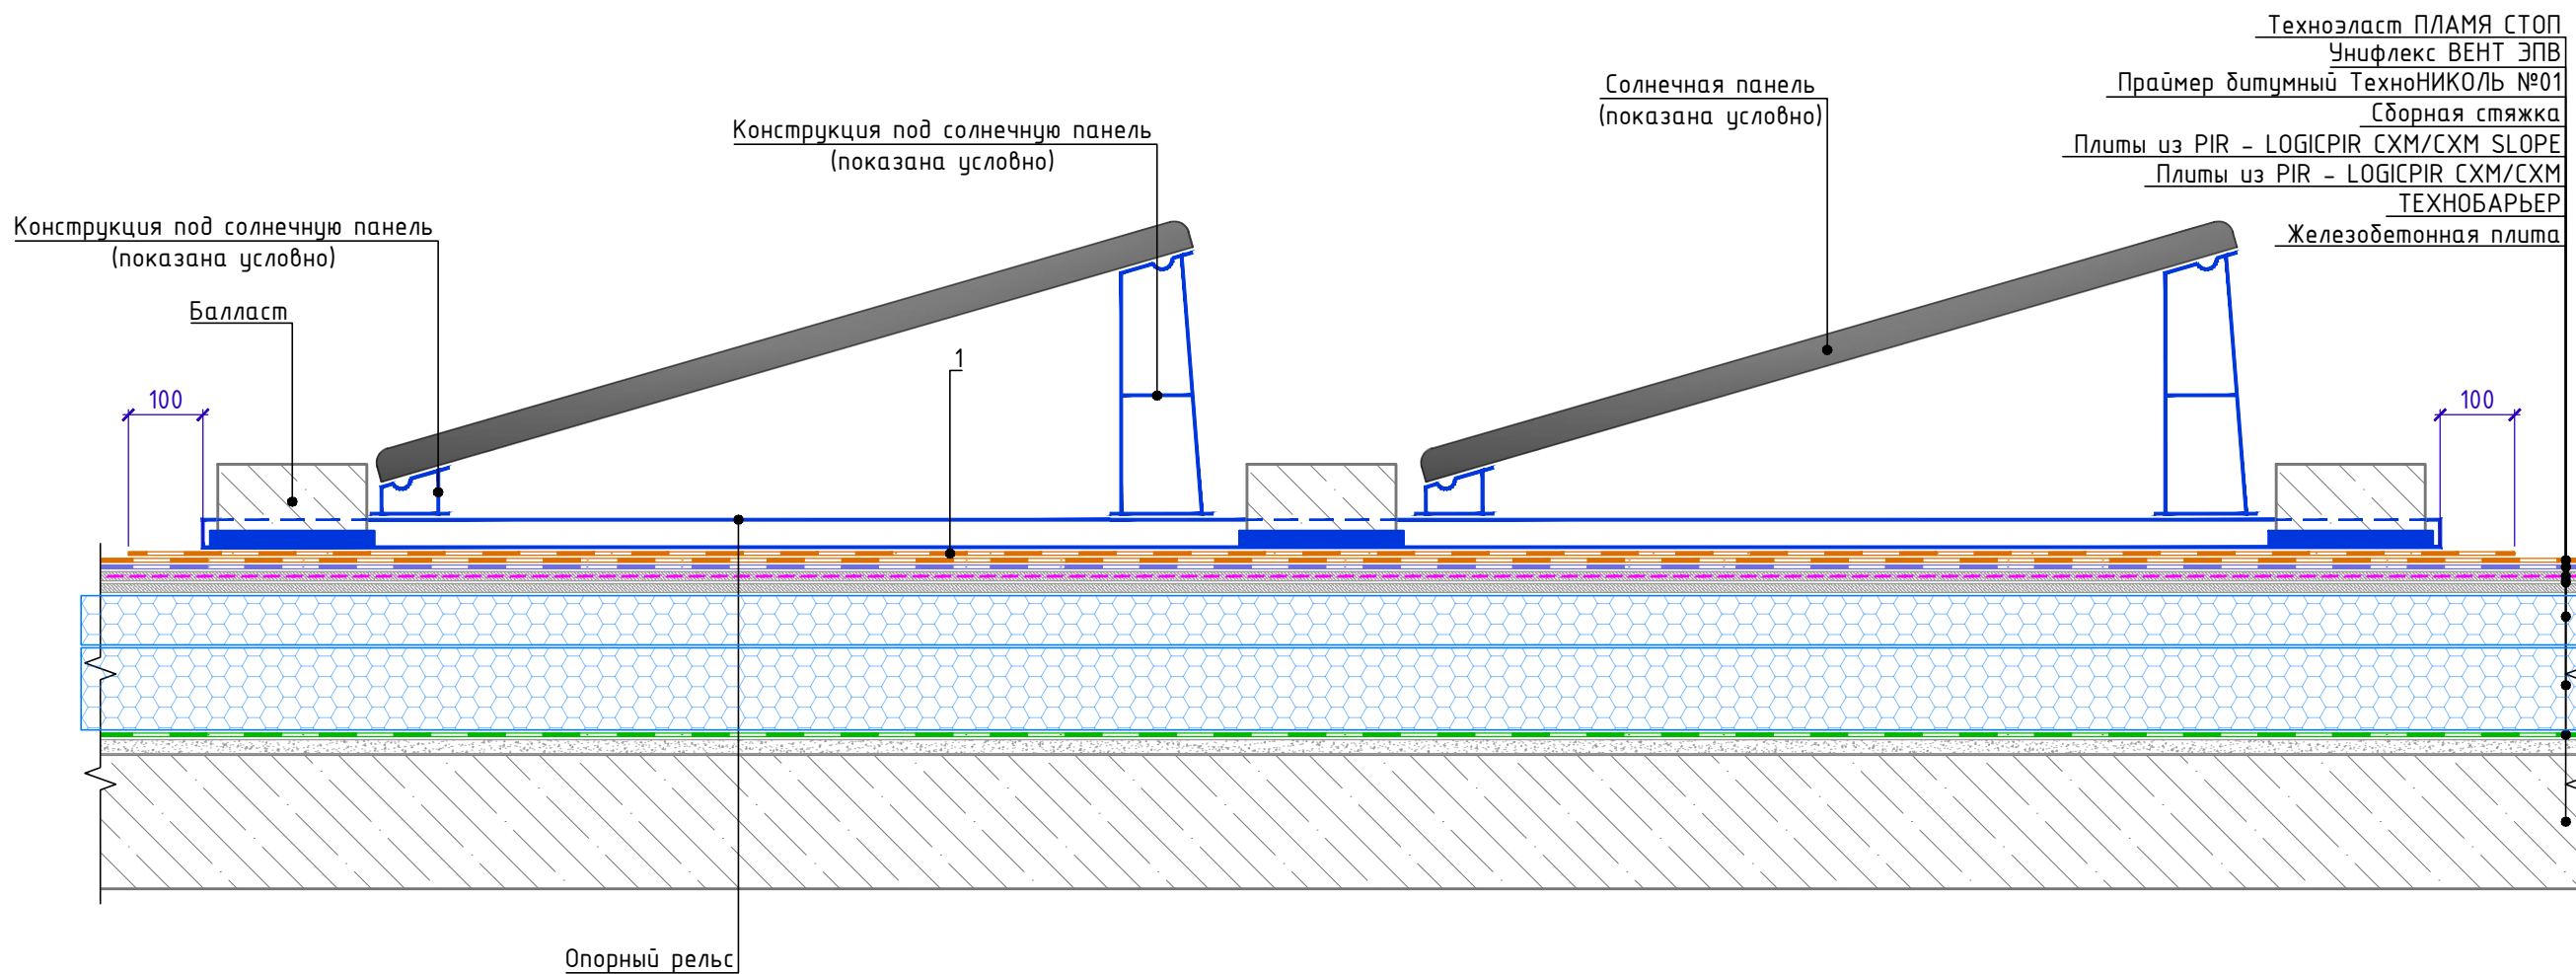 Техноэласт ПЛАМЯ СТОП
Унифлекс ВЕНТ ЭПВ
Праймер битумный ТехноНИКОЛЬ №01
Сборная стяжка
Плиты из PIR - LOGICPIR СХМ/СХМ SLOPE
Плиты из PIR - LOGICPIR СХМ/СХМ
ТЕХНОБАРЬЕР
Железобетонная плита
Солнечная панель
(показана условно)
Конструкция под солнечную панель
(показана условно)
Конструкция под солнечную панель
(показана условно)
Балласт
1
100
100
Опорный рельс